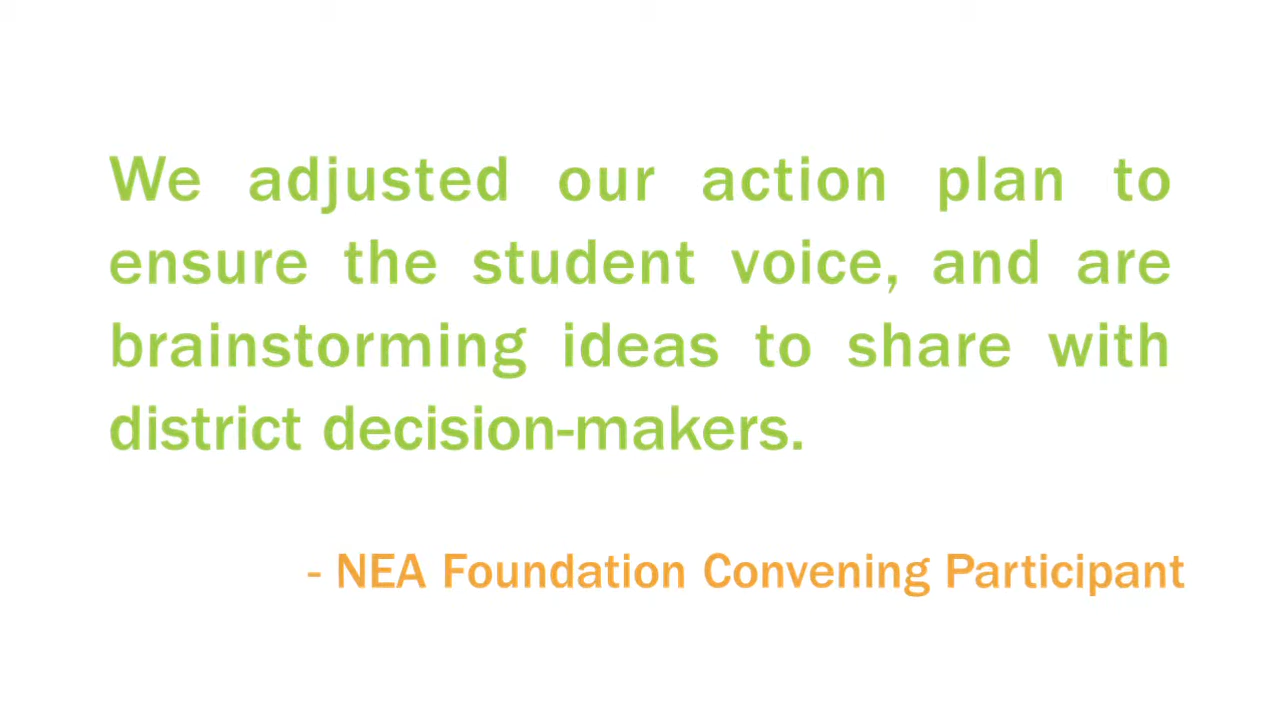 We adjusted our action plan to
ensure the student voice, and are
brainstorming ideas to share with
district decision-makers.
- NEA Foundation Convening Participant